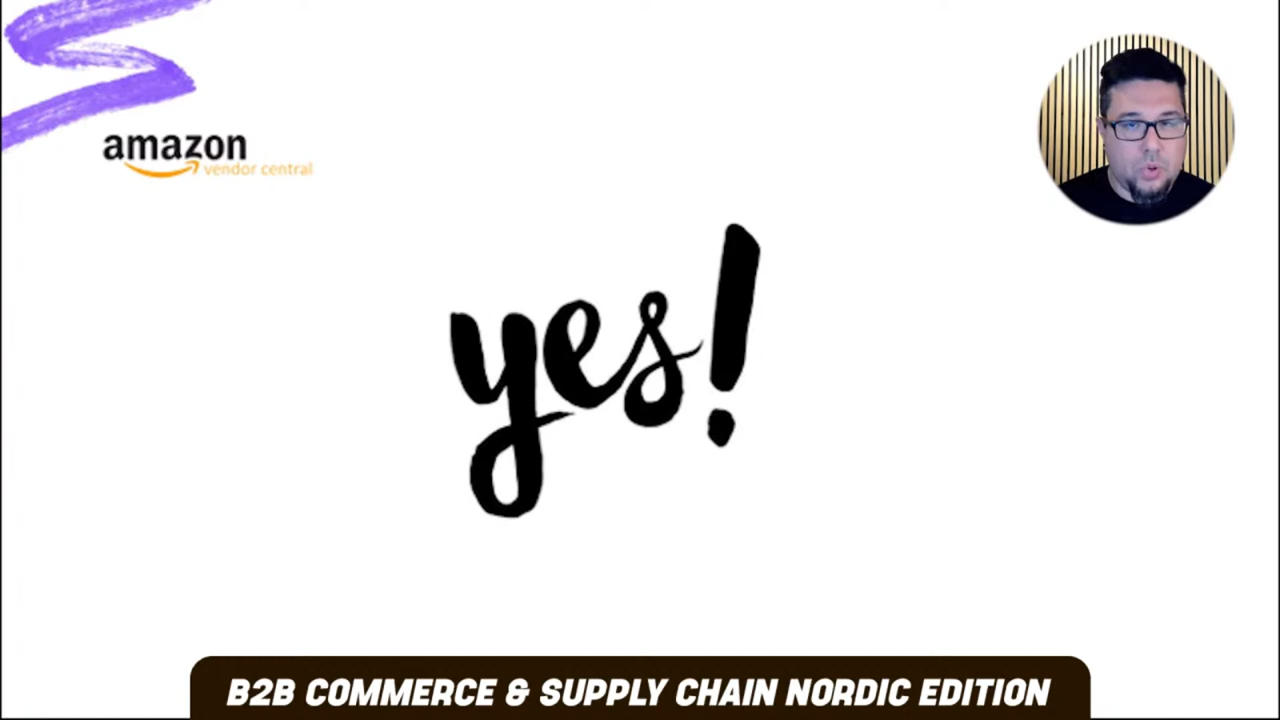 amazon
vendor central
yes!
B2B COMMERCE & SUPPLY CHAIN NORDIC EDITION